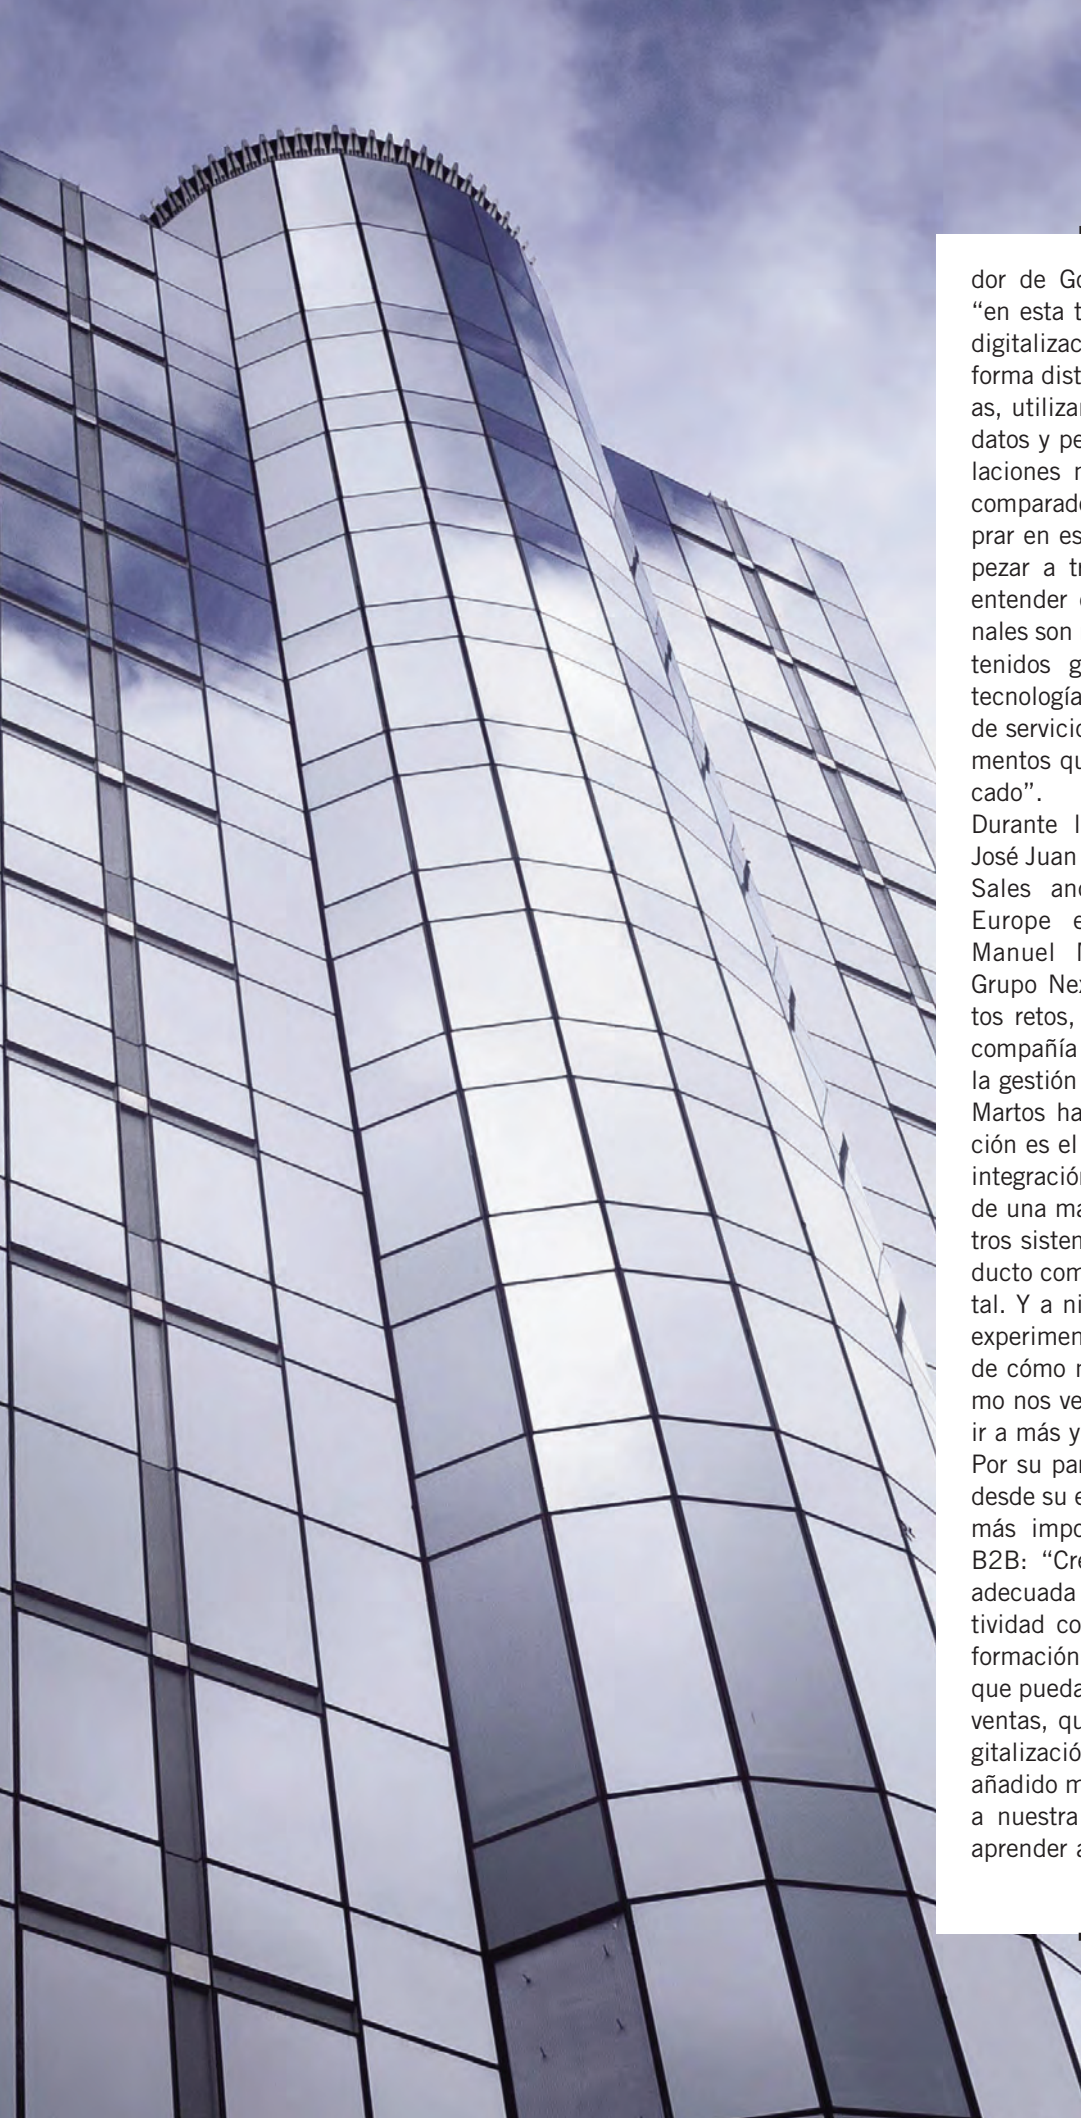 dor de Go
“en esta t
digitalizac
forma dist
as, utiliza
datos y pe
laciones
comparad
prar en es
pezar a tr
entender
nales son
tenidos g
tecnología
de servici
mentos qu
cado”.
Durante l
José Juan
Sales and
Europe e
Manuel
Grupo Nex
tos retos,
compañía
la gestión
Martos ha
ción es el
integración
de una ma
tros sisten
ducto com
tal. Y a ni
experimen
de cómo
mo nos ve
ir a más y
Por su par
desde su e
más impo
B2B: “Cre
adecuada
tividad co
formación
que pueda
ventas, qu
gitalizació
añadido m
a nuestra
aprender a